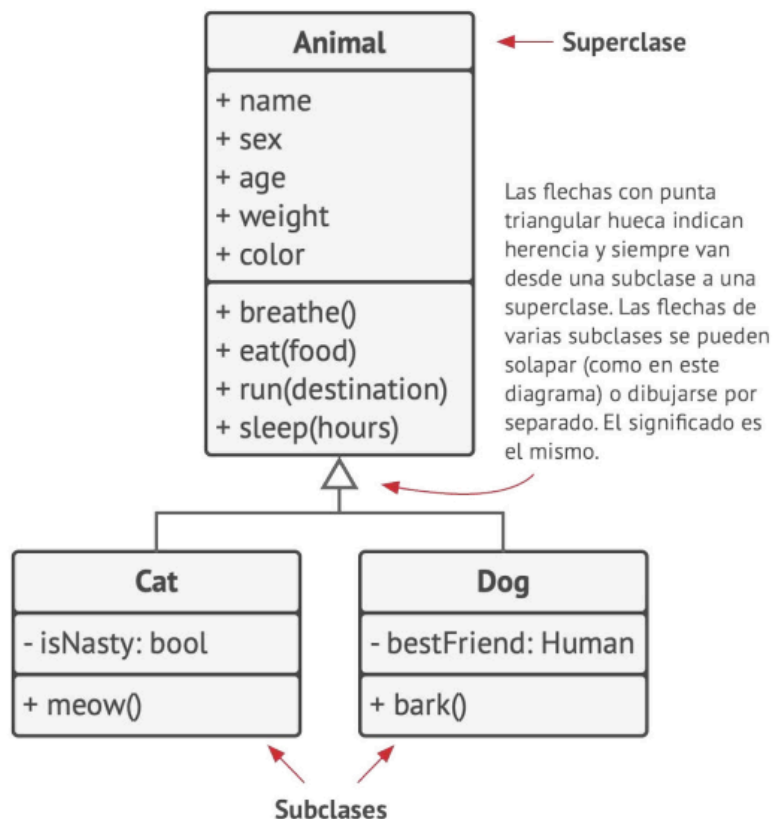 Animal
Superclase
+ name
+ sex
+ age
+ weight
+ color
+ breathe()
+ eat(food)
+ run(destination)
+ sleep(hours)
Las flechas con punta
triangular hueca indican
herencia y siempre van
desde una subclase a una
superclase. Las flechas de
varias subclases se pueden
solapar (como en este
diagrama) o dibujarse por
separado. El significado es
el mismo.
Cat
- isNasty: bool
+ meow()
Dog
- bestFriend: Human
+ bark()
Subclases